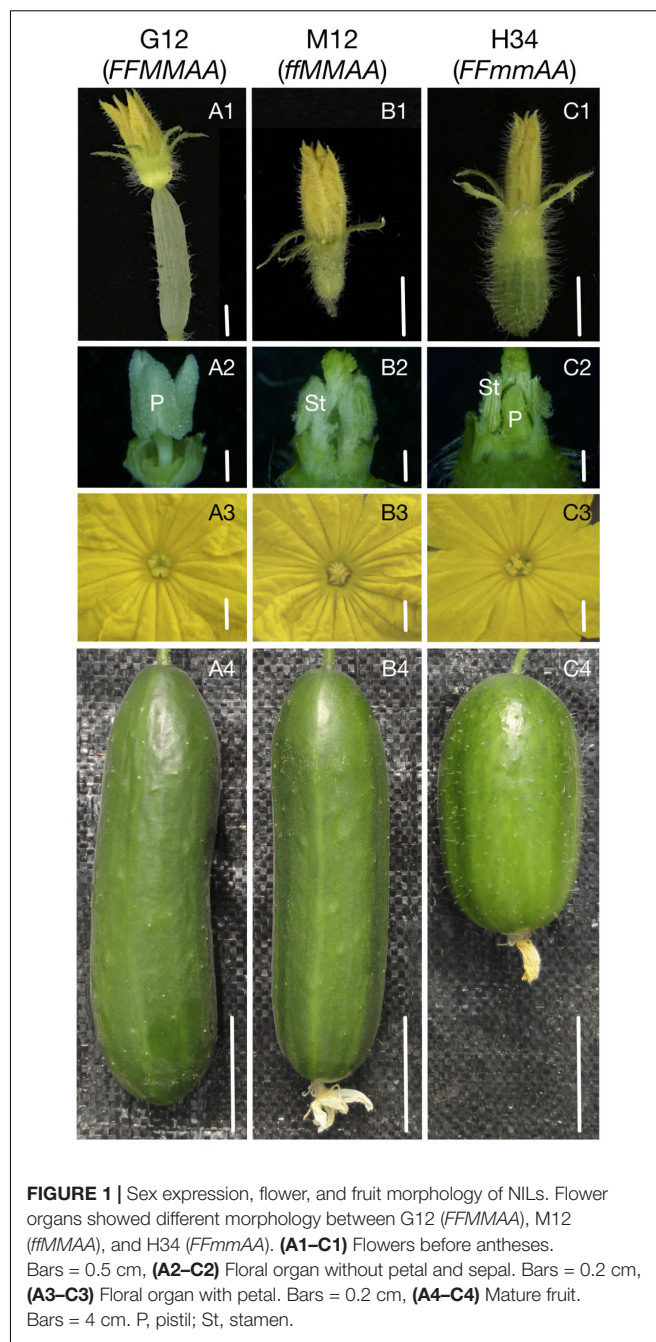 G12 M12 H34
(FFMMAA) (ffMMAA) (FFmmAA)
A1 B1 C1
A2 B2 C2
P St St
P
A3 B3 C3
A4 B4 C4
FIGURE 1 | Sex expression, flower, and fruit morphology of NILs. Flower
organs showed different morphology between G12 (FFMMAA), M12
(ffMMAA), and H34 (FFmmAA). (A1–C1) Flowers before antheses.
Bars = 0.5 cm, (A2–C2) Floral organ without petal and sepal. Bars = 0.2 cm,
(A3–C3) Floral organ with petal. Bars = 0.2 cm, (A4–C4) Mature fruit.
Bars = 4 cm. P, pistil; St, stamen.